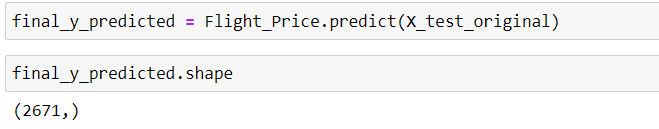 final_y_predicted = Flight_Price.predict(X_test_original)
final_y_predicted.shape
(2671,)